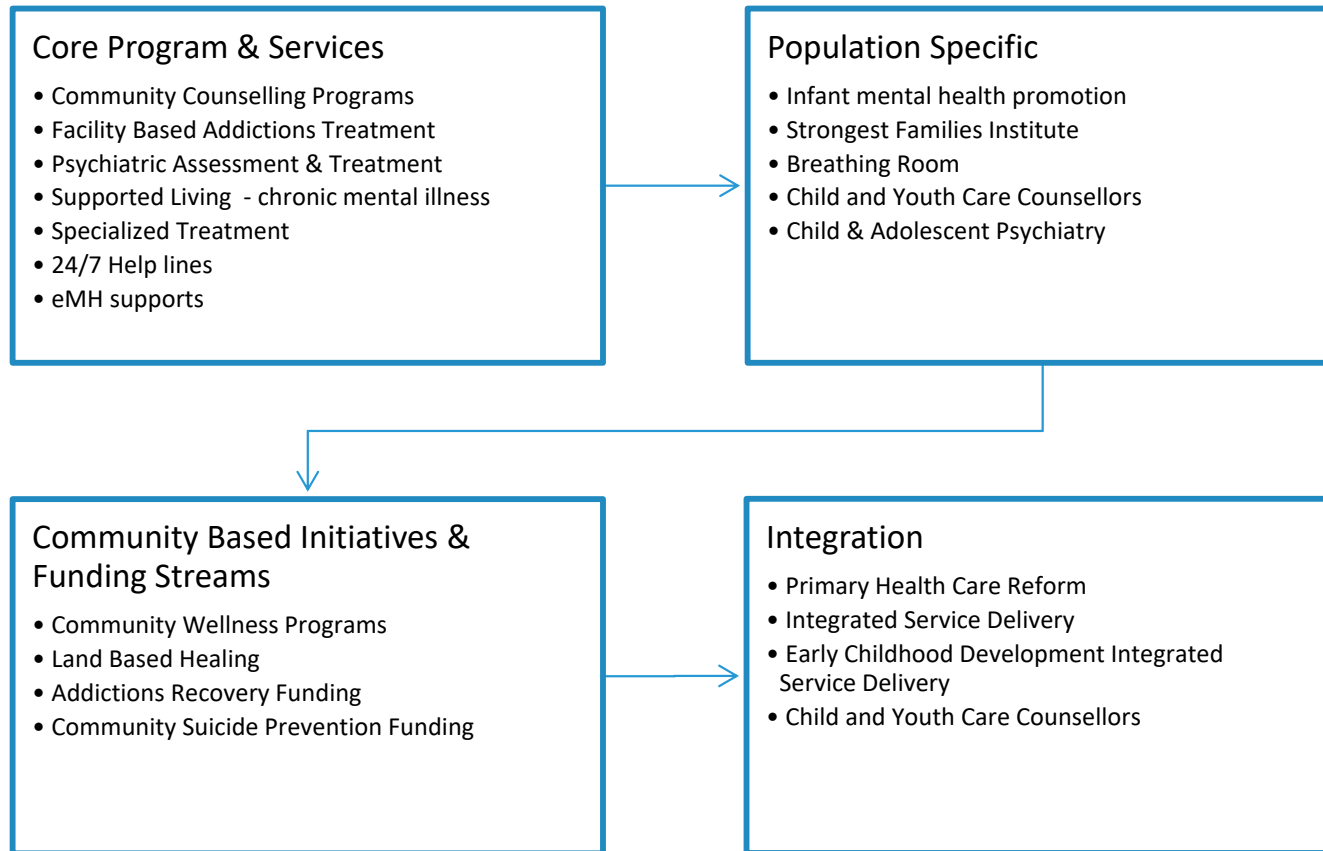 Core Program & Services
• Community Counselling Programs
• Facility Based Addictions Treatment
• Psychiatric Assessment & Treatment
• Supported Living - chronic mental illness
• Specialized Treatment
• 24/7 Help lines
• eMH supports
Population Specific
• Infant mental health promotion
• Strongest Families Institute
• Breathing Room
• Child and Youth Care Counsellors
• Child & Adolescent Psychiatry
Community Based Initiatives &
Funding Streams
• Community Wellness Programs
• Land Based Healing
• Addictions Recovery Funding
• Community Suicide Prevention Funding
Integration
• Primary Health Care Reform
• Integrated Service Delivery
• Early Childhood Development Integrated
Service Delivery
• Child and Youth Care Counsellors